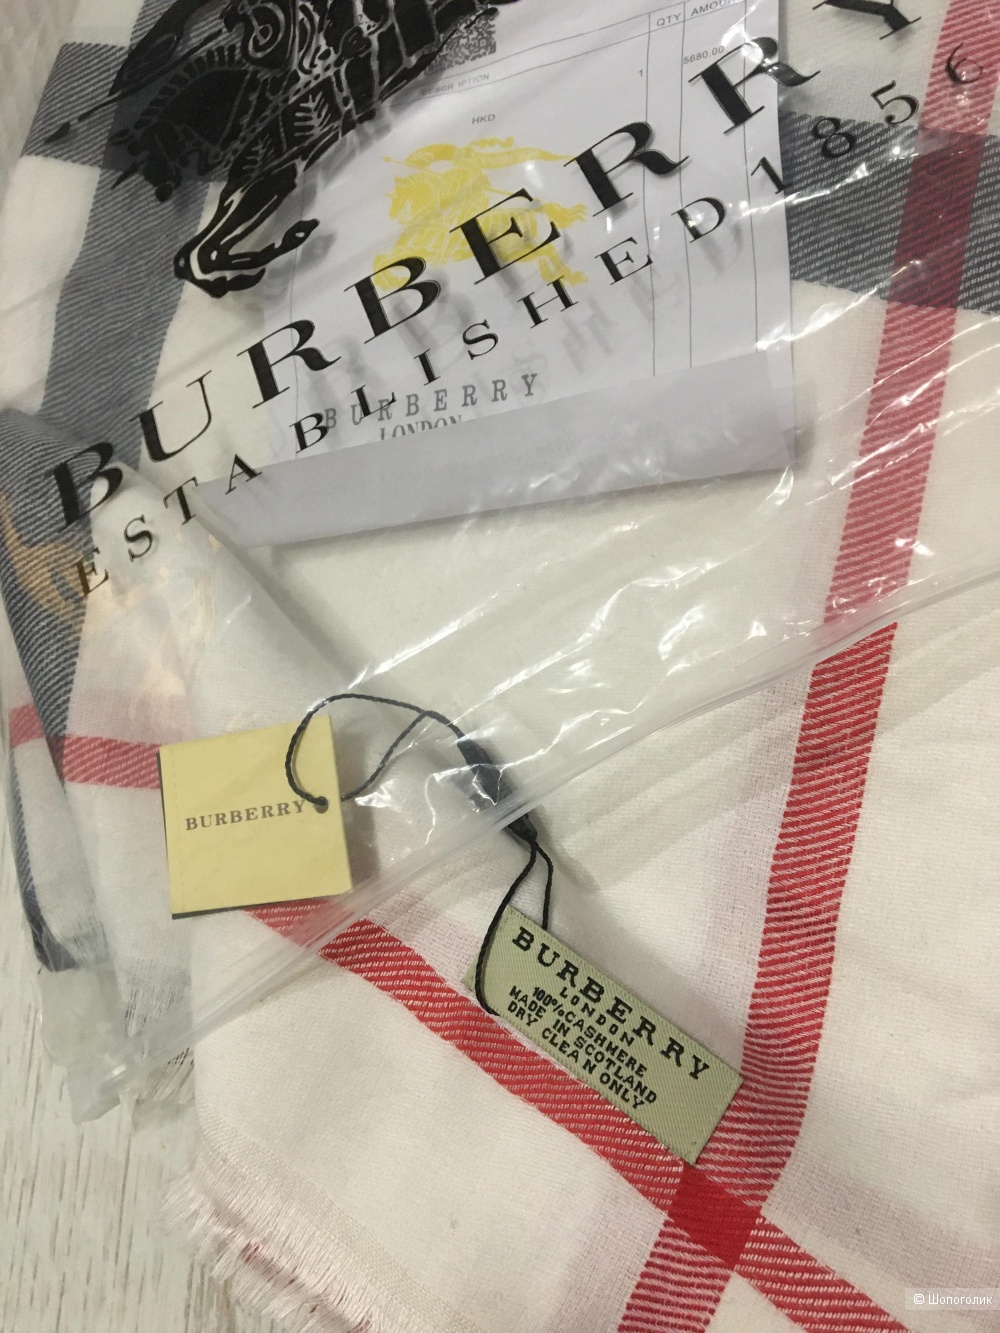 QTY AMOUNT
5680.00
1
HKD
BURBERRY
ESTABLISHED 1856
BURBERRY
LONDON
BURBERRY
BURBERRY
LONDON
100% CASHMERE
MADE IN SCOTLAND
DRY CLEAN ONLY
© Шопоголик